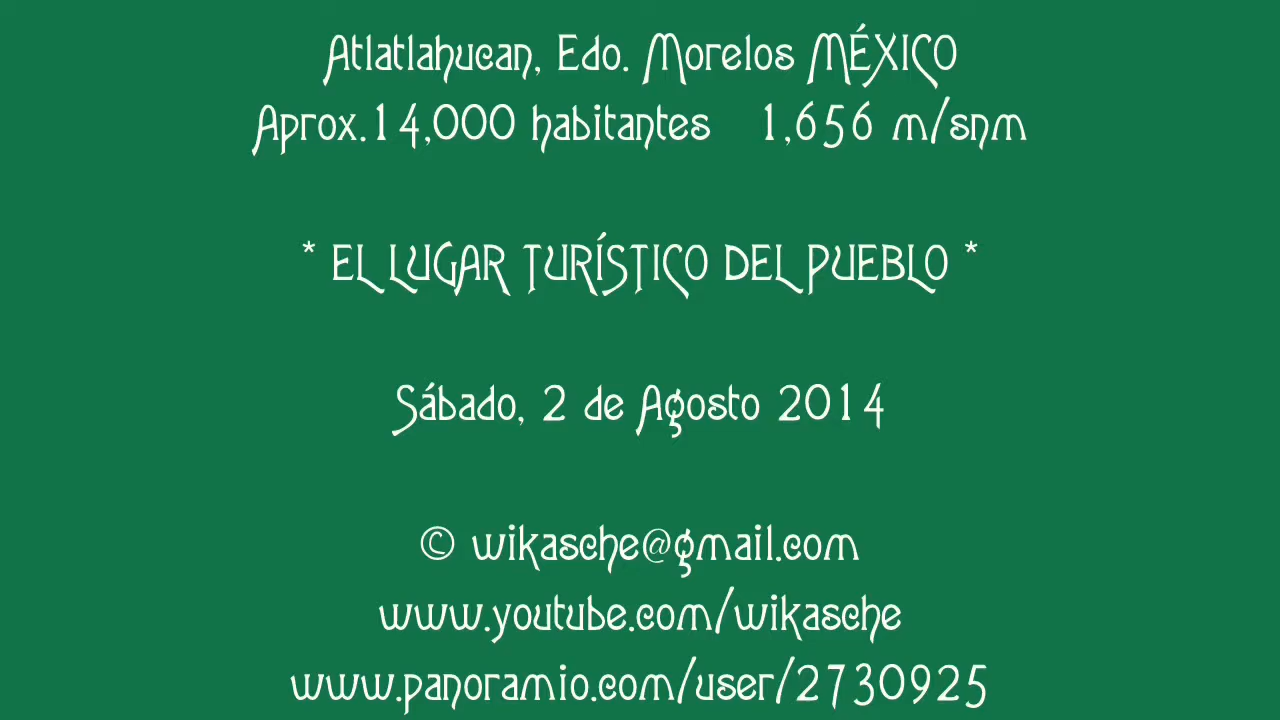 Atlatlahucan, Edo. Morelos MÉXICO
Aprox.14,000 habitantes 1,656 m/snm
* EL LUGAR TURÍSTICO DEL PUEBLO *
Sábado, 2 de Agosto 2014
© wikasche@gmail.com
www.youtube.com/wikasche
www.panoramio.com/user/2730925